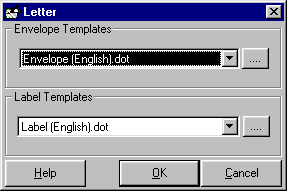 Letter
Envelope Templates
Envelope (English).dot
....
Label Templates
Label (English).dot
....
Help OK Cancel